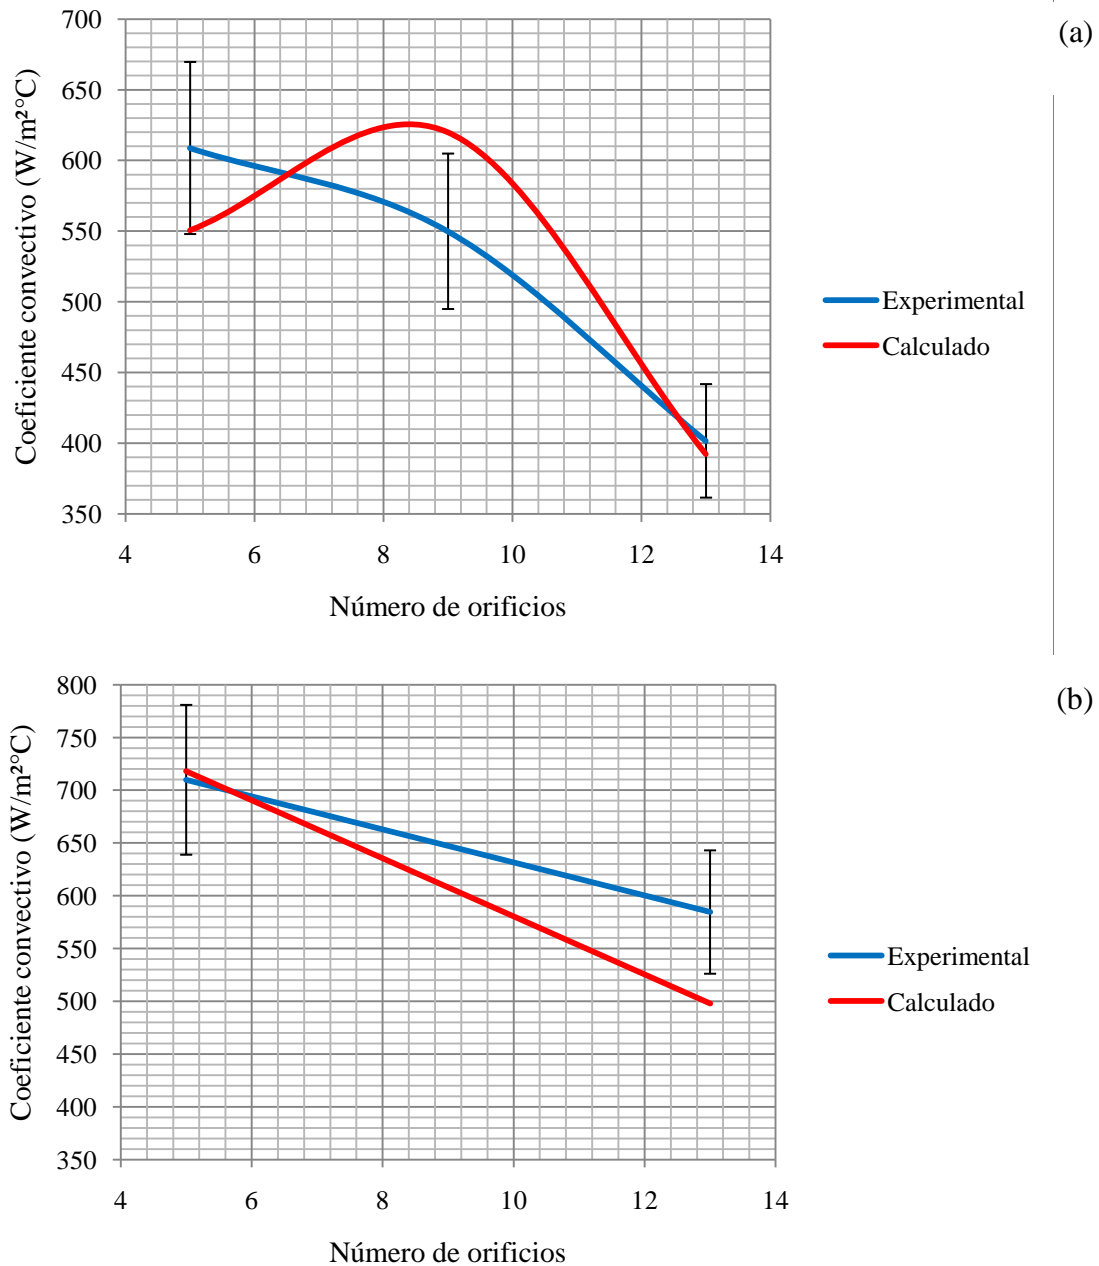 (a)
Coeficiente convectivo (W/m²°C)
700
650
600
550
500
450
400
350
4 6 8 10 12 14
Número de orificios
Experimental
Calculado
(b)
Coeficiente convectivo (W/m²°C)
800
750
700
650
600
550
500
450
400
350
4 6 8 10 12 14
Número de orificios
Experimental
Calculado